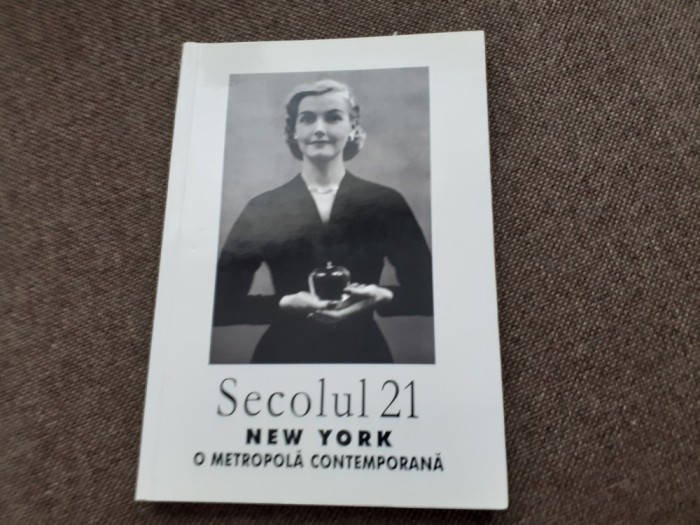 Secolul 21
NEW YORK
O METROPOLĂ CONTEMPORANĂ